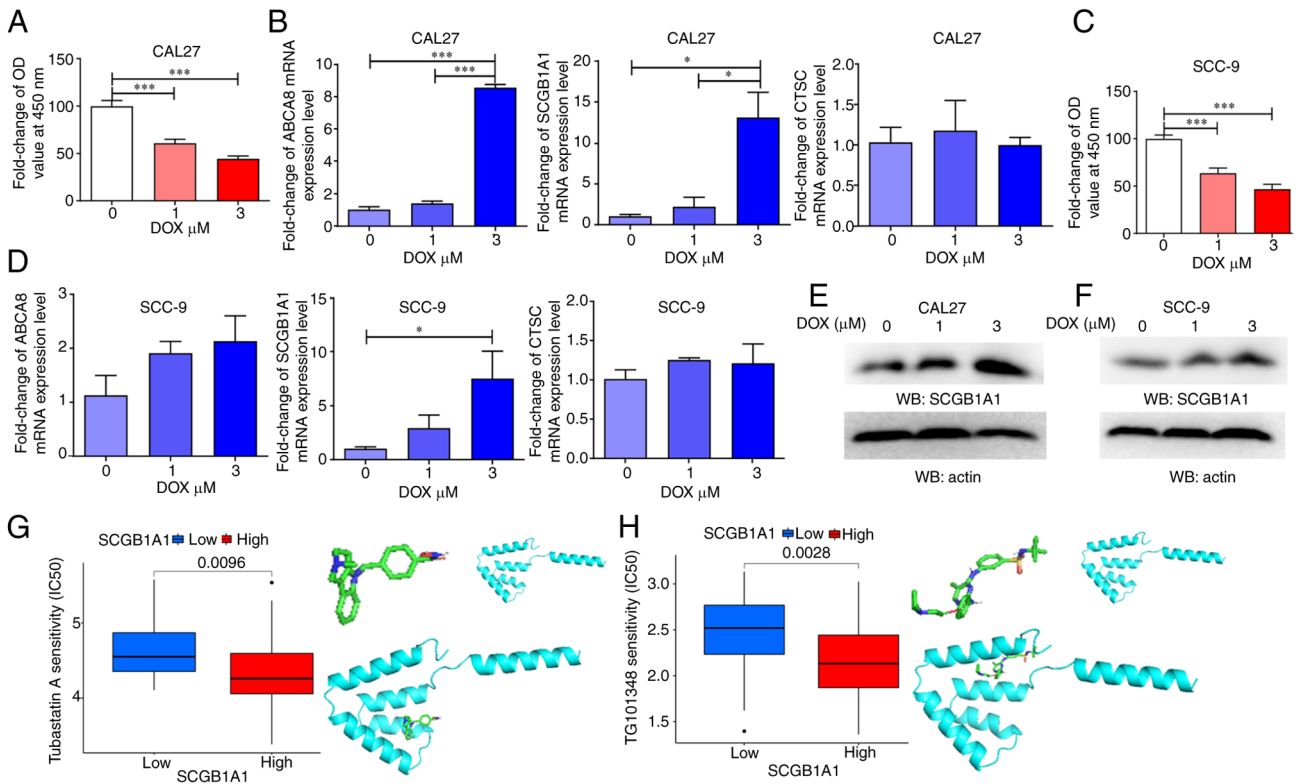 A
CAL27
Fold-change of OD
value at 450 nm
150
100
50
0
***
***
0 1 3
DOX μM
B
CAL27
Fold-change of ABCA8 mRNA
expression level
10
8
6
4
2
0
***
***
0 1 3
DOX μM
CAL27
Fold-change of SCGB1A1
mRNA expression level
20
15
10
5
0
*
*
0 1 3
DOX μM
CAL27
Fold-change of CTSC
mRNA expression level
2.0
1.5
1.0
0.5
0.0
0 1 3
DOX μM
C
SCC-9
Fold-change of OD
value at 450 nm
150
100
50
0
***
***
0 1 3
DOX μM
D
SCC-9
Fold-change of ABCA8
mRNA expression level
3
2
1
0
0 1 3
DOX μM
SCC-9
Fold-change of SCGB1A1
mRNA expression level
15
10
5
0
*
0 1 3
DOX μM
SCC-9
Fold-change of CTSC
mRNA expression level
2.0
1.5
1.0
0.5
0.0
0 1 3
DOX μM
E
CAL27
DOX (μM) 0 1 3
WB: SCGB1A1
WB: actin
F
SCC-9
DOX (μM) 0 1 3
WB: SCGB1A1
WB: actin
G
SCGB1A1 Low High
0.0096
Tubastatin A sensitivity (IC50)
5
4
Low High
SCGB1A1
H
SCGB1A1 Low High
0.0028
TG101348 sensitivity (IC50)
3.0
2.5
2.0
1.5
Low High
SCGB1A1